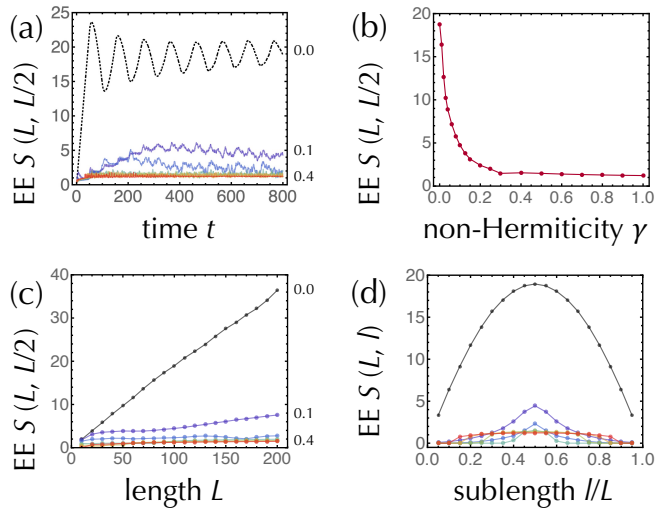 (a)
EE S (L, L/2)
25
20
15
10
5
0
0 200 400 600 800
0.0
0.1
0.4
time t
(b)
EE S (L, L/2)
20
15
10
5
0
0.0 0.2 0.4 0.6 0.8 1.0
non-Hermiticity γ
(c)
EE S (L, L/2)
40
30
20
10
0
0 50 100 150 200
0.0
0.1
0.4
length L
(d)
EE S (L, l)
20
15
10
5
0
0.0 0.2 0.4 0.6 0.8 1.0
sublength l/L